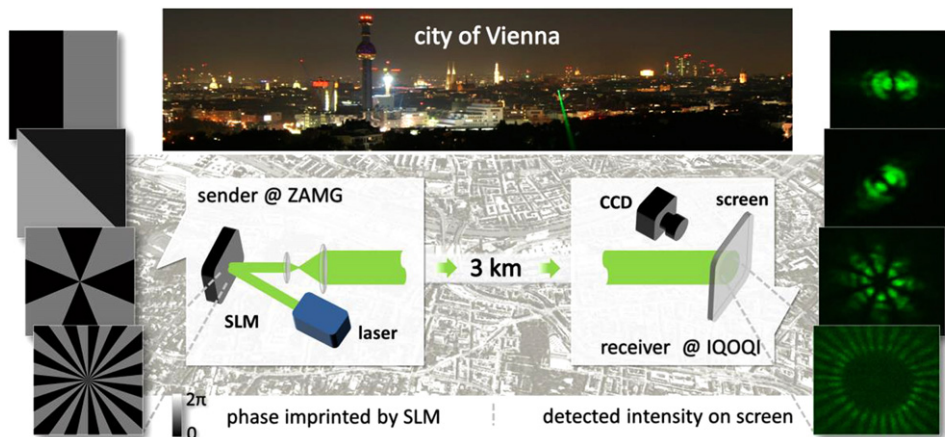 city of Vienna
sender @ ZAMG
SLM
laser
3 km
CCD
screen
receiver @ IQOQI
2π
0
phase imprinted by SLM
detected intensity on screen